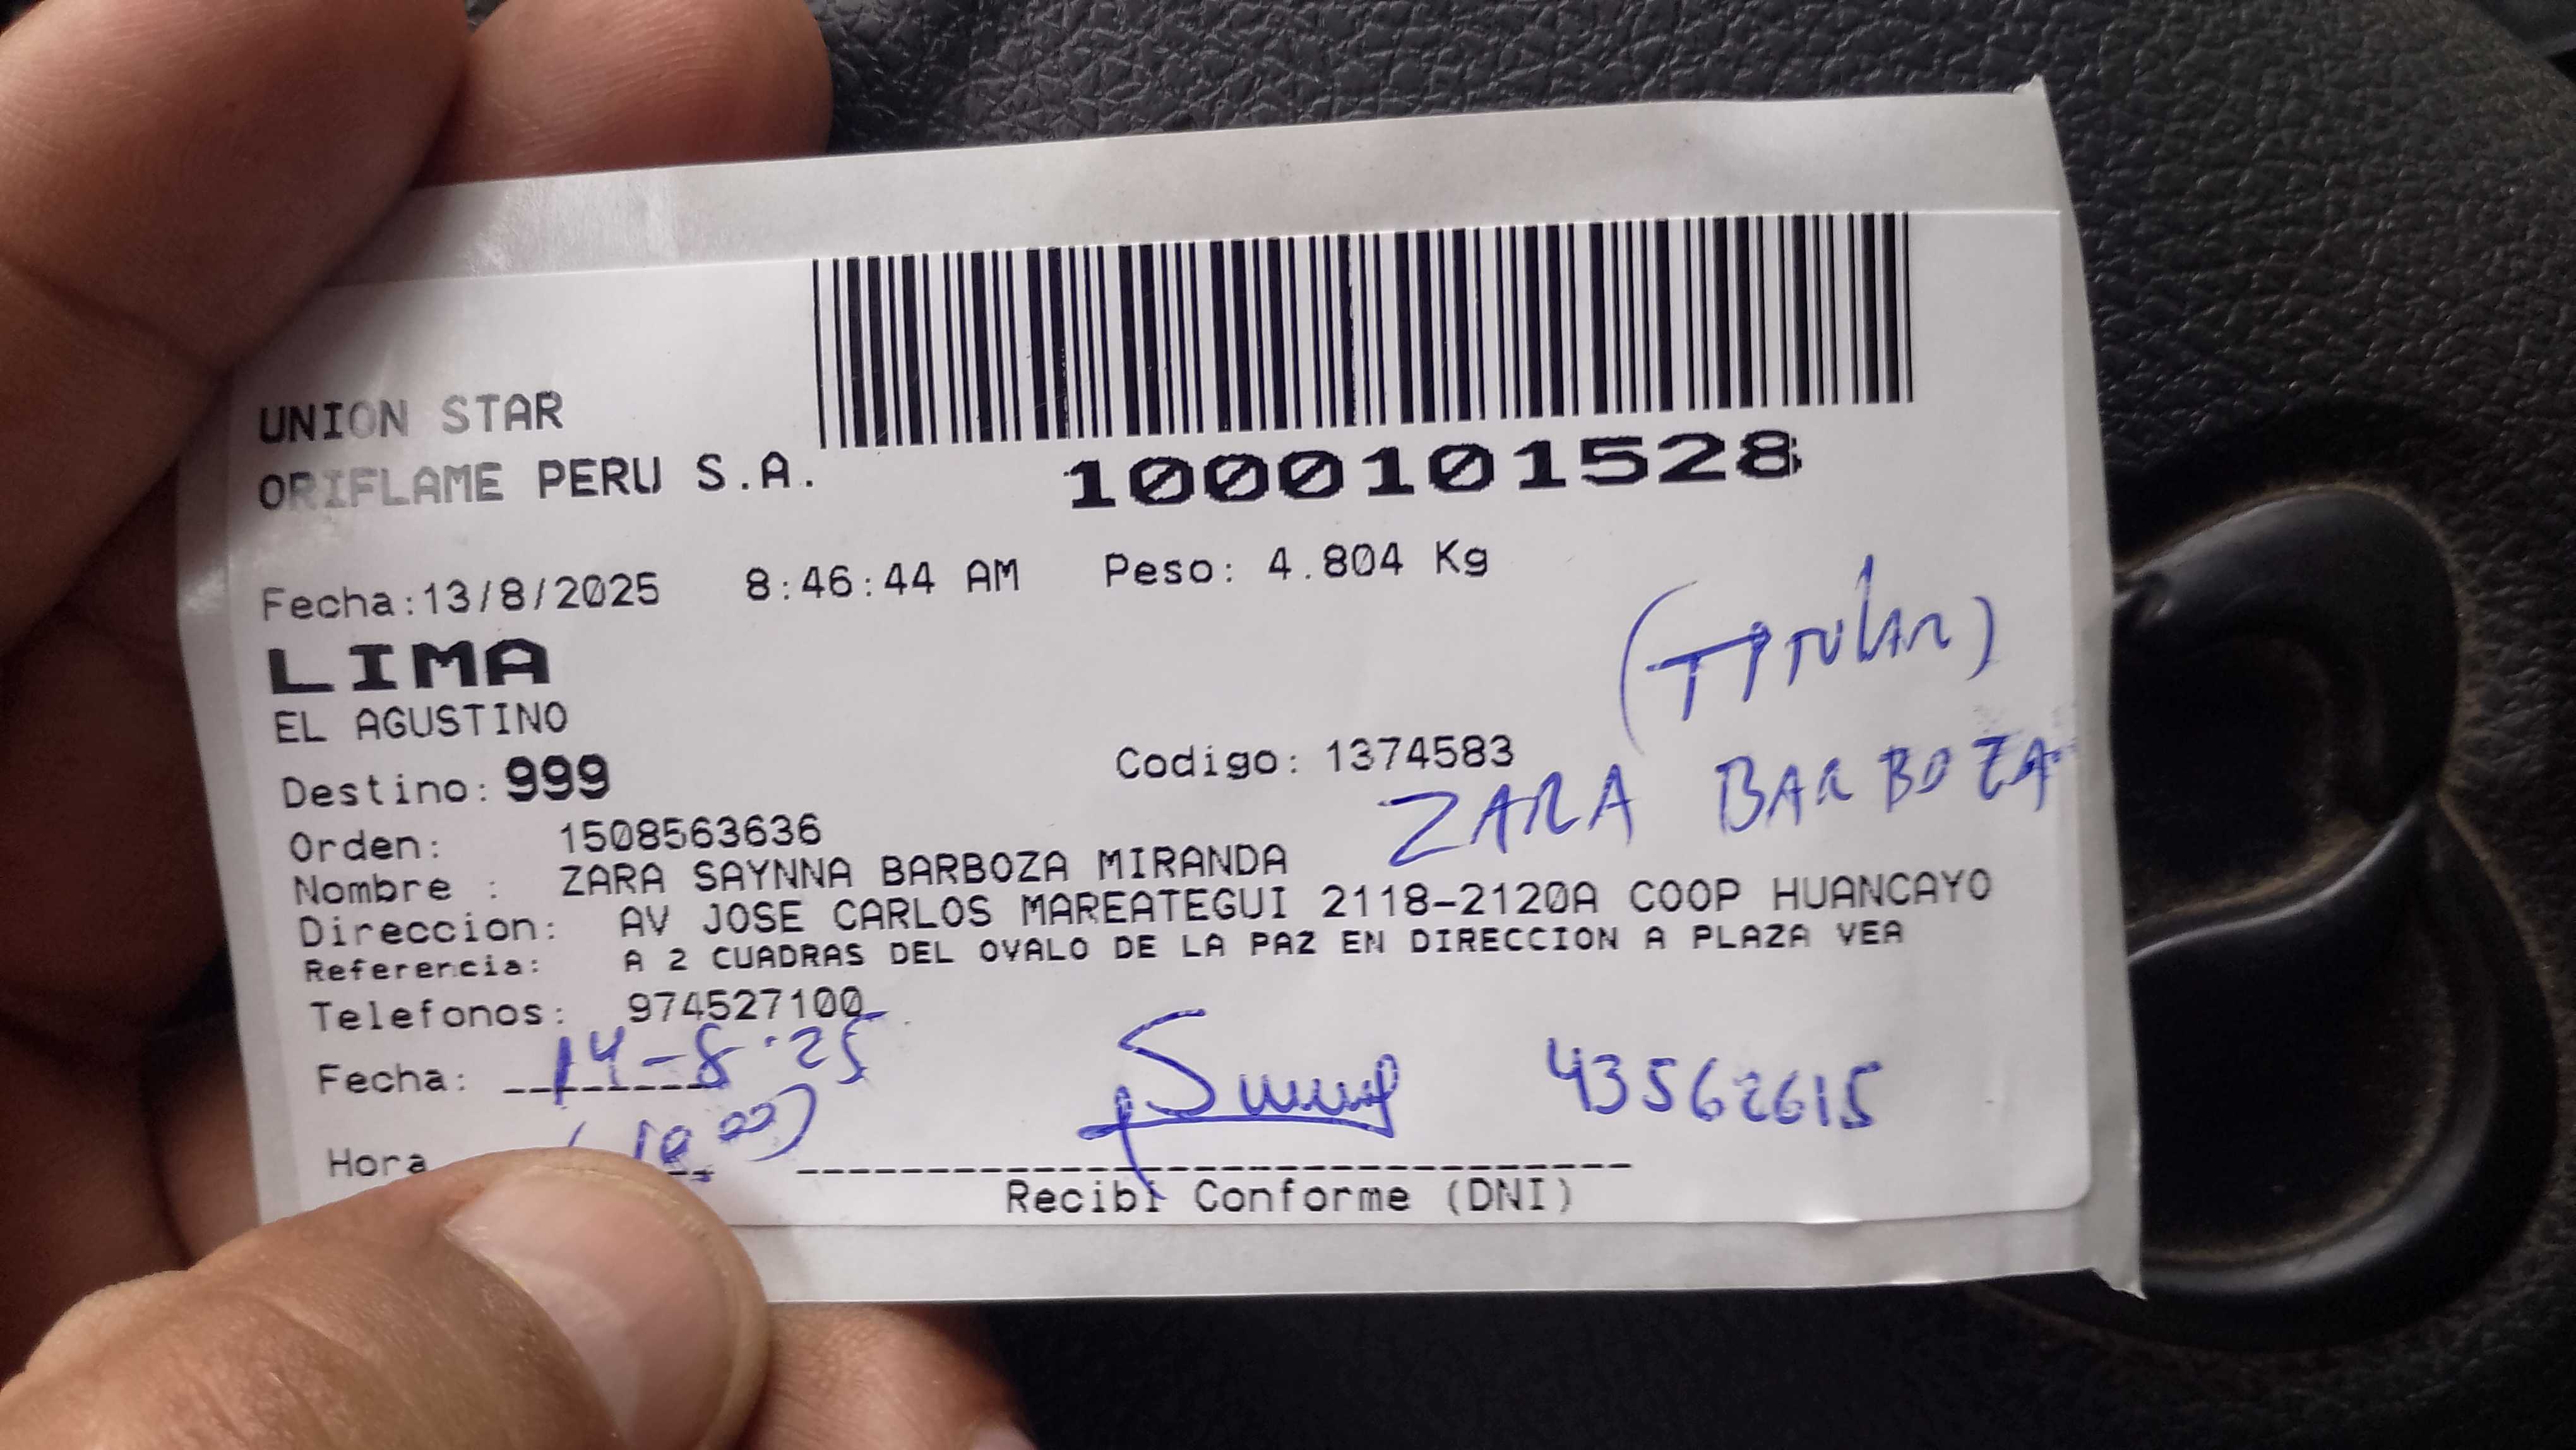 UNION STAR
ORIFLAME PERU S.A.
1000101528
Fecha:13/8/2025 8:46:44 AM Peso: 4.804 Kg
LIMA
(TITULAR)
EL AGUSTINO
Destino: 999 Codigo: 1374583
ZARA BARBOZA
Orden: 1508563636
Nombre : ZARA SAYNNA BARBOZA MIRANDA
Direccion: AV JOSE CARLOS MAREATEGUI 2118-2120A COOP HUANCAYO
Referencia: A 2 CUADRAS DEL OVALO DE LA PAZ EN DIRECCION A PLAZA VEA
Telefonos: 974527100
Fecha: 14-8-25
43562615
Hora
Recibi Conforme (DNI)